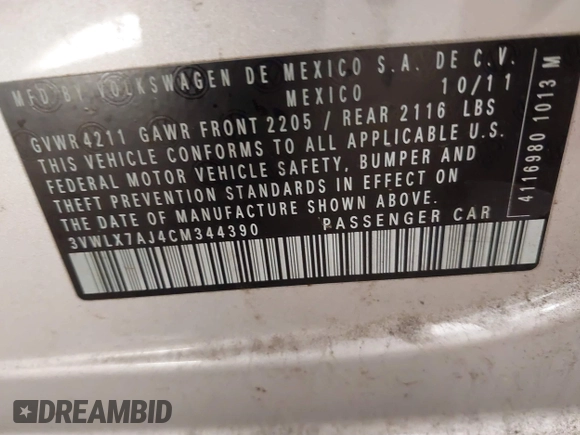 MFD BY VOLKSWAGEN DE MEXICO S.A. DE C.V.
MEXICO 10/11
GVWR 4211 GAWR FRONT 2205 / REAR 2116 LBS
THIS VEHICLE CONFORMS TO ALL APPLICABLE U.S.
FEDERAL MOTOR VEHICLE SAFETY, BUMPER AND
THEFT PREVENTION STANDARDS IN EFFECT ON
THE DATE OF MANUFACTURE SHOWN ABOVE.
3VWLX7AJ4CM344390 PASSENGER CAR
4116980 1013 M
DREAMBID